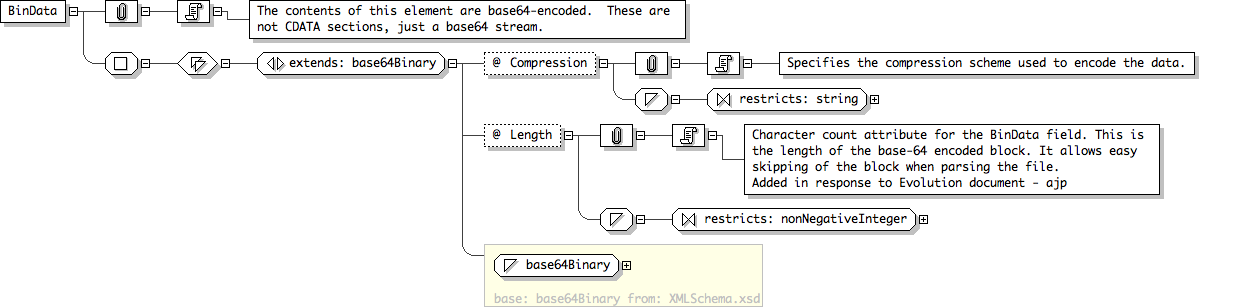 BinData
The contents of this element are base64-encoded.  These are
not CDATA sections, just a base64 stream.
extends: base64Binary
@ Compression
Specifies the compression scheme used to encode the data.
restricts: string
@ Length
Character count attribute for the BinData field. This is
the length of the base-64 encoded block. It allows easy
skipping of the block when parsing the file.
Added in response to Evolution document - ajp
restricts: nonNegativeInteger
base64Binary
base: base64Binary from: XMLSchema.xsd